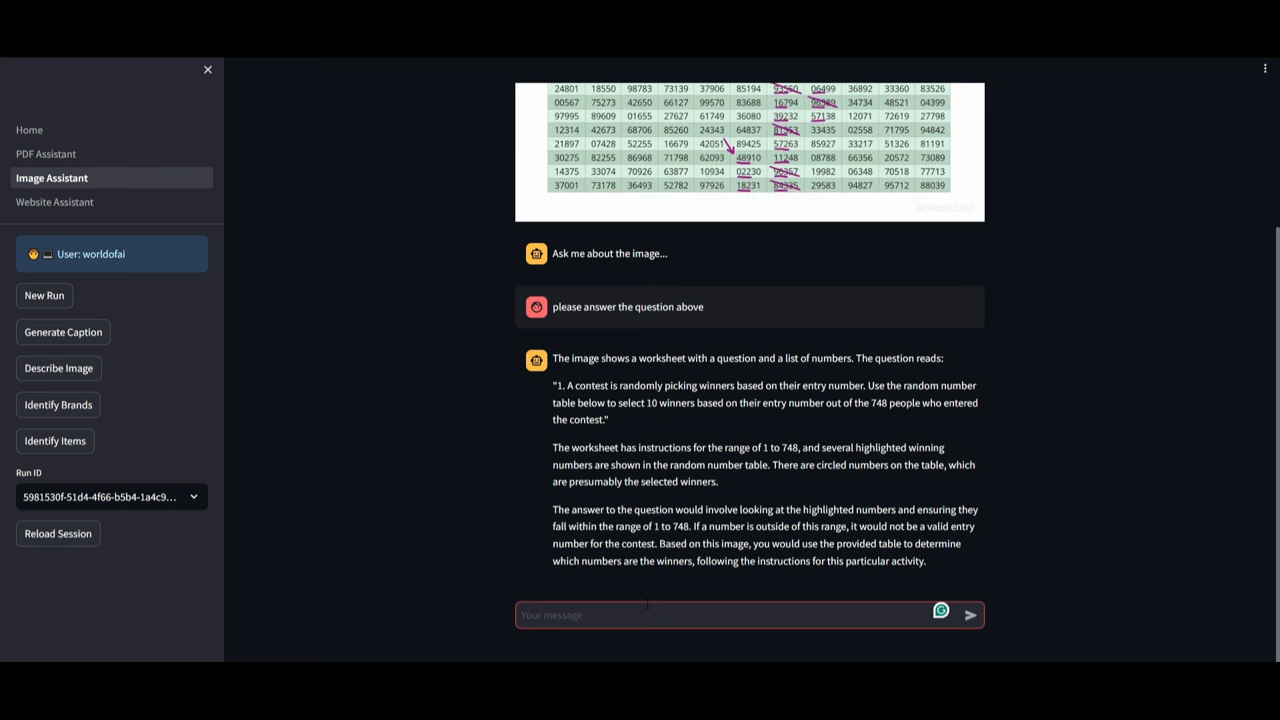 Home
PDF Assistant
Image Assistant
Website Assistant
User: worldofai
New Run
Generate Caption
Describe Image
Identify Brands
Identify Items
Run ID
5981530f-51d4-4f66-b5b4-1a4c9...
Reload Session
24801 18550 98783 73139 37906 85194 93550 06499 36892 33360 83526
00567 75273 42650 66127 99570 83688 16794 34734 48521 04399
97995 89609 01655 27627 61749 36080 39232 57138 12071 72619 27798
12314 42673 68706 85260 24343 64837 33435 02558 71795 94842
21897 07428 52255 16679 42051 89425 57263 85927 33217 51326 81191
30275 82255 86968 71798 62093 48910 11248 08788 66356 20572 73089
14375 33074 70926 63877 10934 02230 96357 19982 06348 70518 77713
37001 73178 36493 52782 97926 18231 84335 29583 94827 95712 88039
Ask me about the image...
please answer the question above
The image shows a worksheet with a question and a list of numbers. The question reads:
"1. A contest is randomly picking winners based on their entry number. Use the random number
table below to select 10 winners based on their entry number out of the 748 people who entered
the contest."
The worksheet has instructions for the range of 1 to 748, and several highlighted winning
numbers are shown in the random number table. There are circled numbers on the table, which
are presumably the selected winners.
The answer to the question would involve looking at the highlighted numbers and ensuring they
fall within the range of 1 to 748. If a number is outside of this range, it would not be a valid entry
number for the contest. Based on this image, you would use the provided table to determine
which numbers are the winners, following the instructions for this particular activity.
Your message